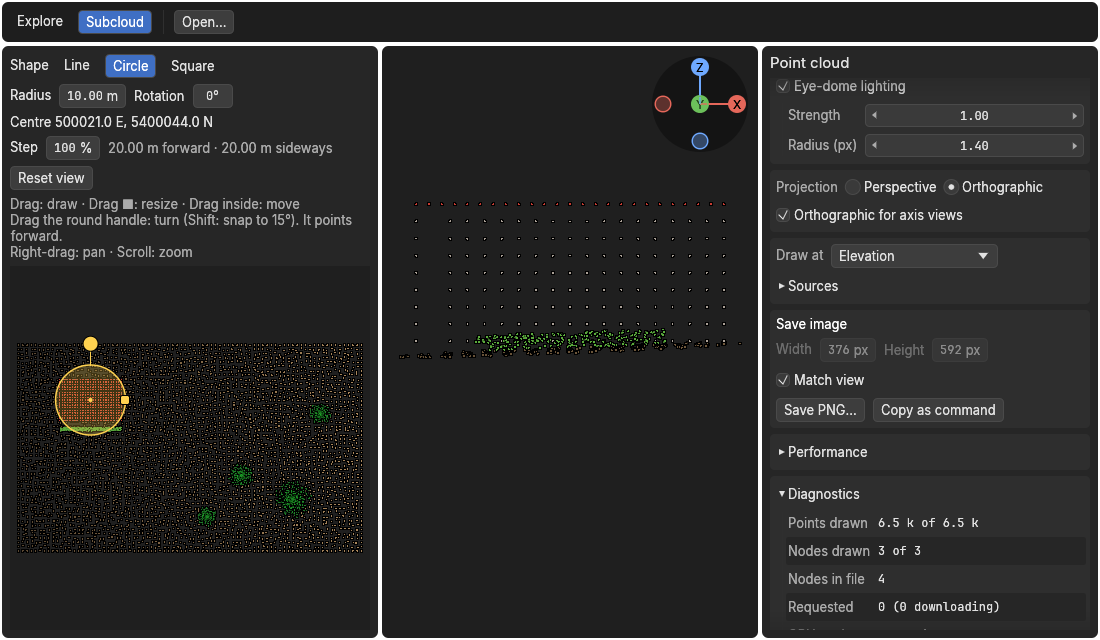 Explore Subcloud Open...
Shape Line Circle Square
Radius 10.00 m Rotation 0°
Centre 500021.0 E, 5400044.0 N
Step 100 % 20.00 m forward · 20.00 m sideways
Reset view
Drag: draw · Drag ■: resize · Drag inside: move
Drag the round handle: turn (Shift: snap to 15°). It points
forward.
Right-drag: pan · Scroll: zoom
Z
Y
X
Point cloud
Eye-dome lighting
Strength 1.00
Radius (px) 1.40
Projection Perspective Orthographic
Orthographic for axis views
Draw at Elevation
Sources
Save image
Width 376 px Height 592 px
Match view
Save PNG... Copy as command
Performance
Diagnostics
Points drawn 6.5 k of 6.5 k
Nodes drawn 3 of 3
Nodes in file 4
Requested 0 (0 downloading)